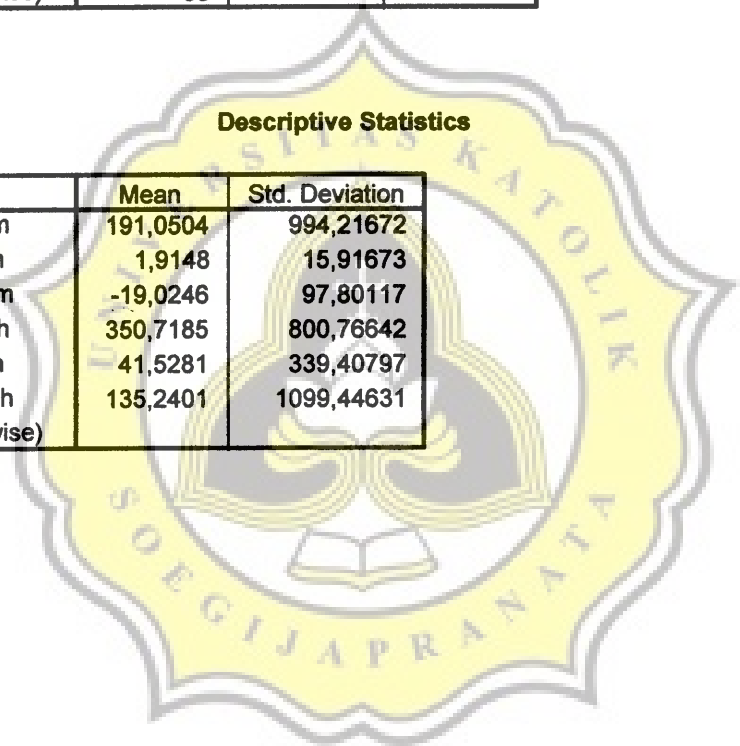 Descriptive Statistics
Mean Std. Deviation
m 191,0504 994,21672
1,9148 15,91673
m -19,0246 97,80117
h 350,7185 800,76642
41,5281 339,40797
h 135,2401 1099,44631
wise)
UNIVERSITAS KATOLIK
SOEGIJAPRANATA